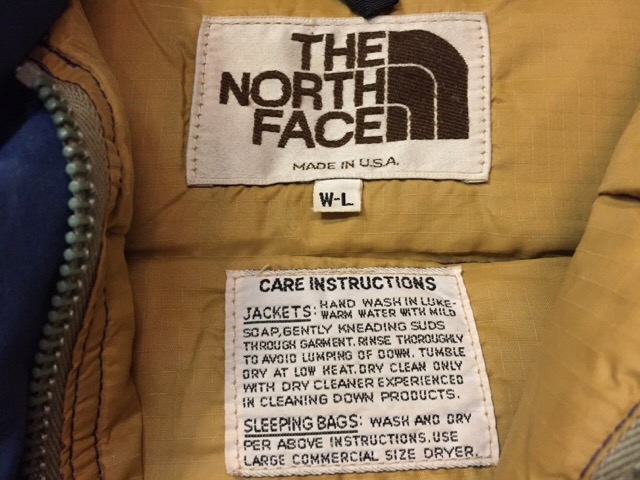 THE
NORTH
FACE
MADE IN U.S.A.
W-L
CARE INSTRUCTIONS
JACKETS: HAND WASH IN LUKE-
WARM WATER WITH MILD
SOAP, GENTLY KNEADING SUDS
THROUGH GARMENT. RINSE THOROUGHLY
TO AVOID LUMPING OF DOWN. TUMBLE
DRY AT LOW HEAT. DRY CLEAN ONLY
WITH DRY CLEANER EXPERIENCED
IN CLEANING DOWN PRODUCTS.
SLEEPING BAGS: WASH AND DRY
PER ABOVE INSTRUCTIONS. USE
LARGE COMMERCIAL SIZE DRYER.